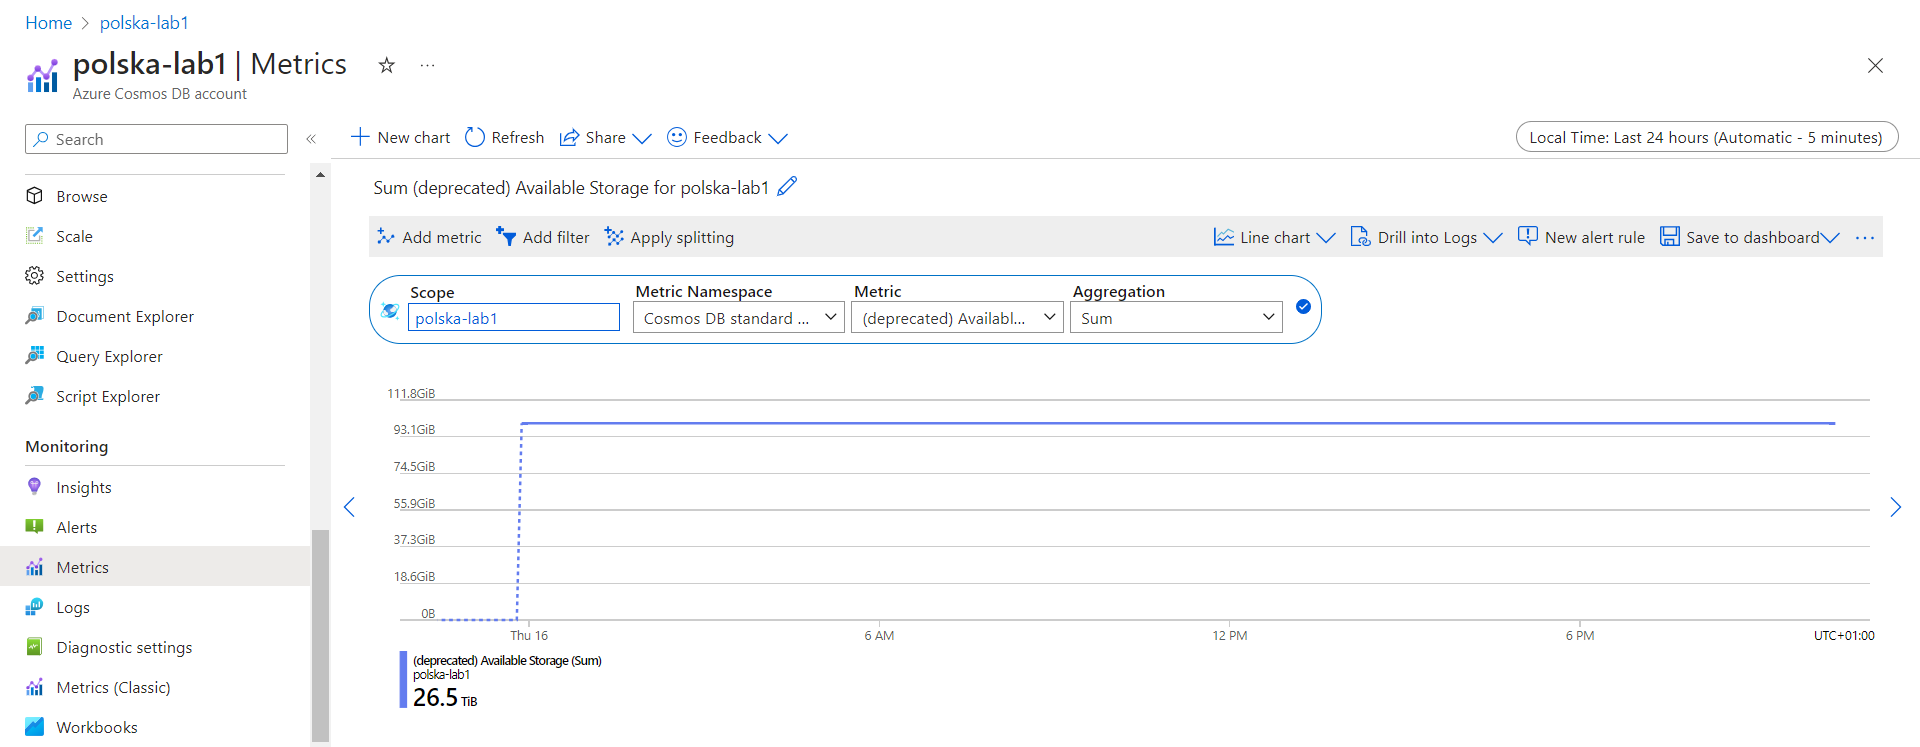 Home > polska-lab1
polska-lab1 | Metrics
Azure Cosmos DB account
Search
New chart Refresh Share Feedback Local Time: Last 24 hours (Automatic - 5 minutes)
Browse
Scale
Settings
Document Explorer
Query Explorer
Script Explorer
Monitoring
Insights
Alerts
Metrics
Logs
Diagnostic settings
Metrics (Classic)
Workbooks
Sum (deprecated) Available Storage for polska-lab1
Add metric Add filter Apply splitting Line chart Drill into Logs New alert rule Save to dashboard
Scope Metric Namespace Metric Aggregation
polska-lab1 Cosmos DB standard ... (deprecated) Availabl... Sum
111.8GiB
93.1GiB
74.5GiB
55.9GiB
37.3GiB
18.6GiB
0B
Thu 16 6 AM 12 PM 6 PM UTC+01:00
(deprecated) Available Storage (Sum)
polska-lab1
26.5 TiB